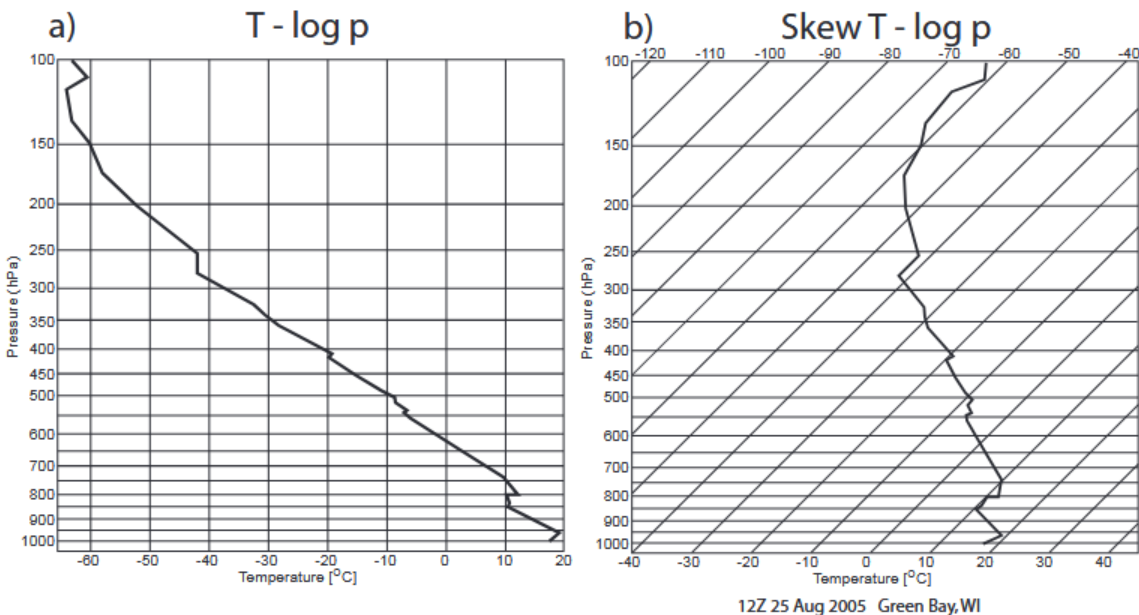 a)
T - log p
100
150
200
250
300
350
400
450
500
600
700
800
900
1000
Pressure (hPa)
-60 -50 -40 -30 -20 -10 0 10 20
Temperature [°C]
b)
Skew T - log p
-120 -110 -100 -90 -80 -70 -60 -50 -40
100
150
200
250
300
350
400
450
500
600
700
800
900
1000
Pressure (hPa)
-40 -30 -20 -10 0 10 20 30 40
Temperature [°C]
12Z 25 Aug 2005 Green Bay, WI